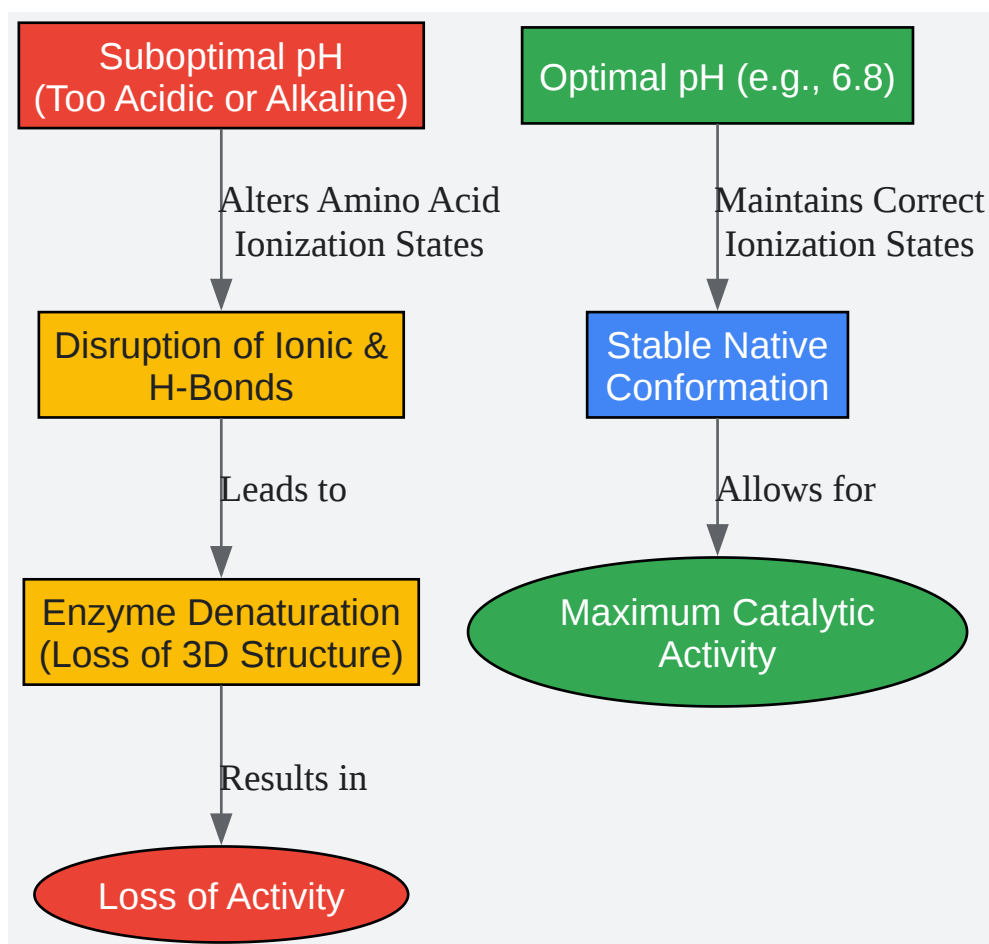 Suboptimal pH
(Too Acidic or Alkaline)
Alters Amino Acid
Ionization States
Disruption of Ionic &
H-Bonds
Leads to
Enzyme Denaturation
(Loss of 3D Structure)
Results in
Loss of Activity
Optimal pH (e.g., 6.8)
Maintains Correct
Ionization States
Stable Native
Conformation
Allows for
Maximum Catalytic
Activity